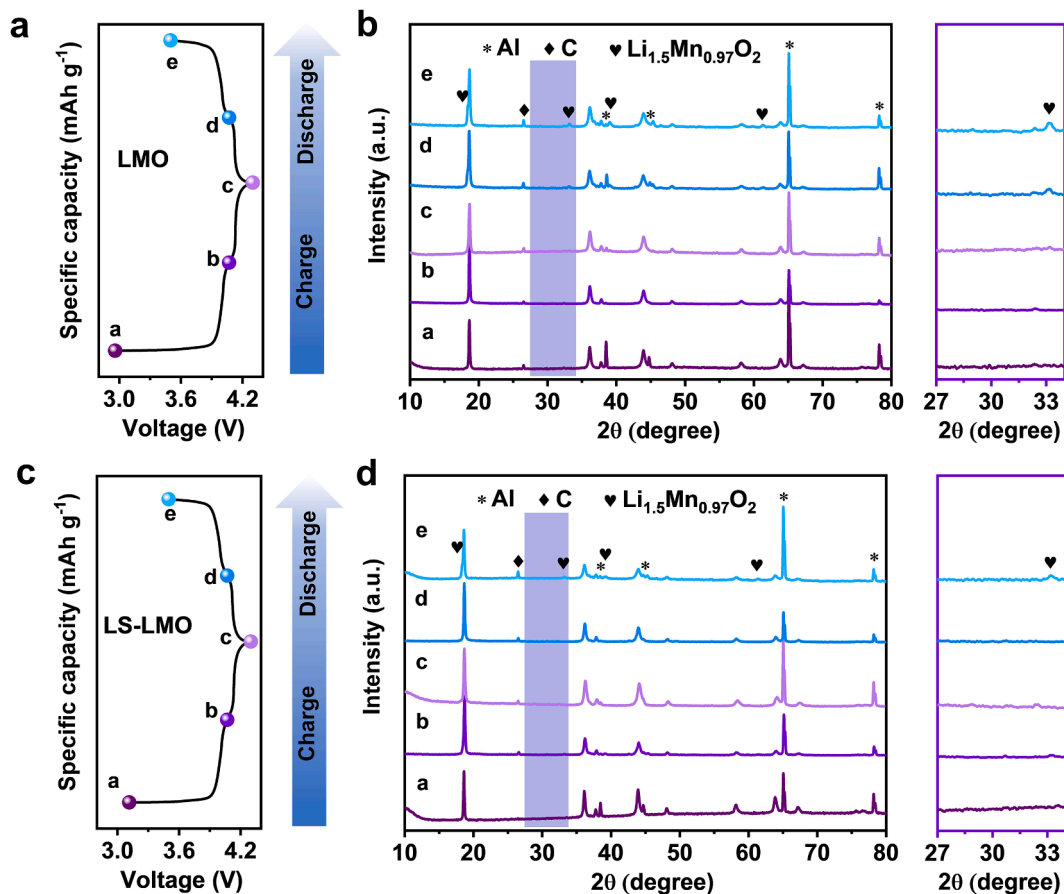 a
Specific capacity (mAh g⁻¹)
e
d
LMO
c
b
a
3.0 3.6 4.2
Voltage (V)
Charge
Discharge
b
Intensity (a.u.)
* Al ♦ C ♥ Li₁.₅Mn₀.₉₇O₂
e
d
c
b
a
10 20 30 40 50 60 70 80
2θ (degree)
27 30 33
2θ (degree)
c
Specific capacity (mAh g⁻¹)
e
d
LS-LMO
c
b
a
3.0 3.6 4.2
Voltage (V)
Charge
Discharge
d
Intensity (a.u.)
* Al ♦ C ♥ Li₁.₅Mn₀.₉₇O₂
e
d
c
b
a
10 20 30 40 50 60 70 80
2θ (degree)
27 30 33
2θ (degree)